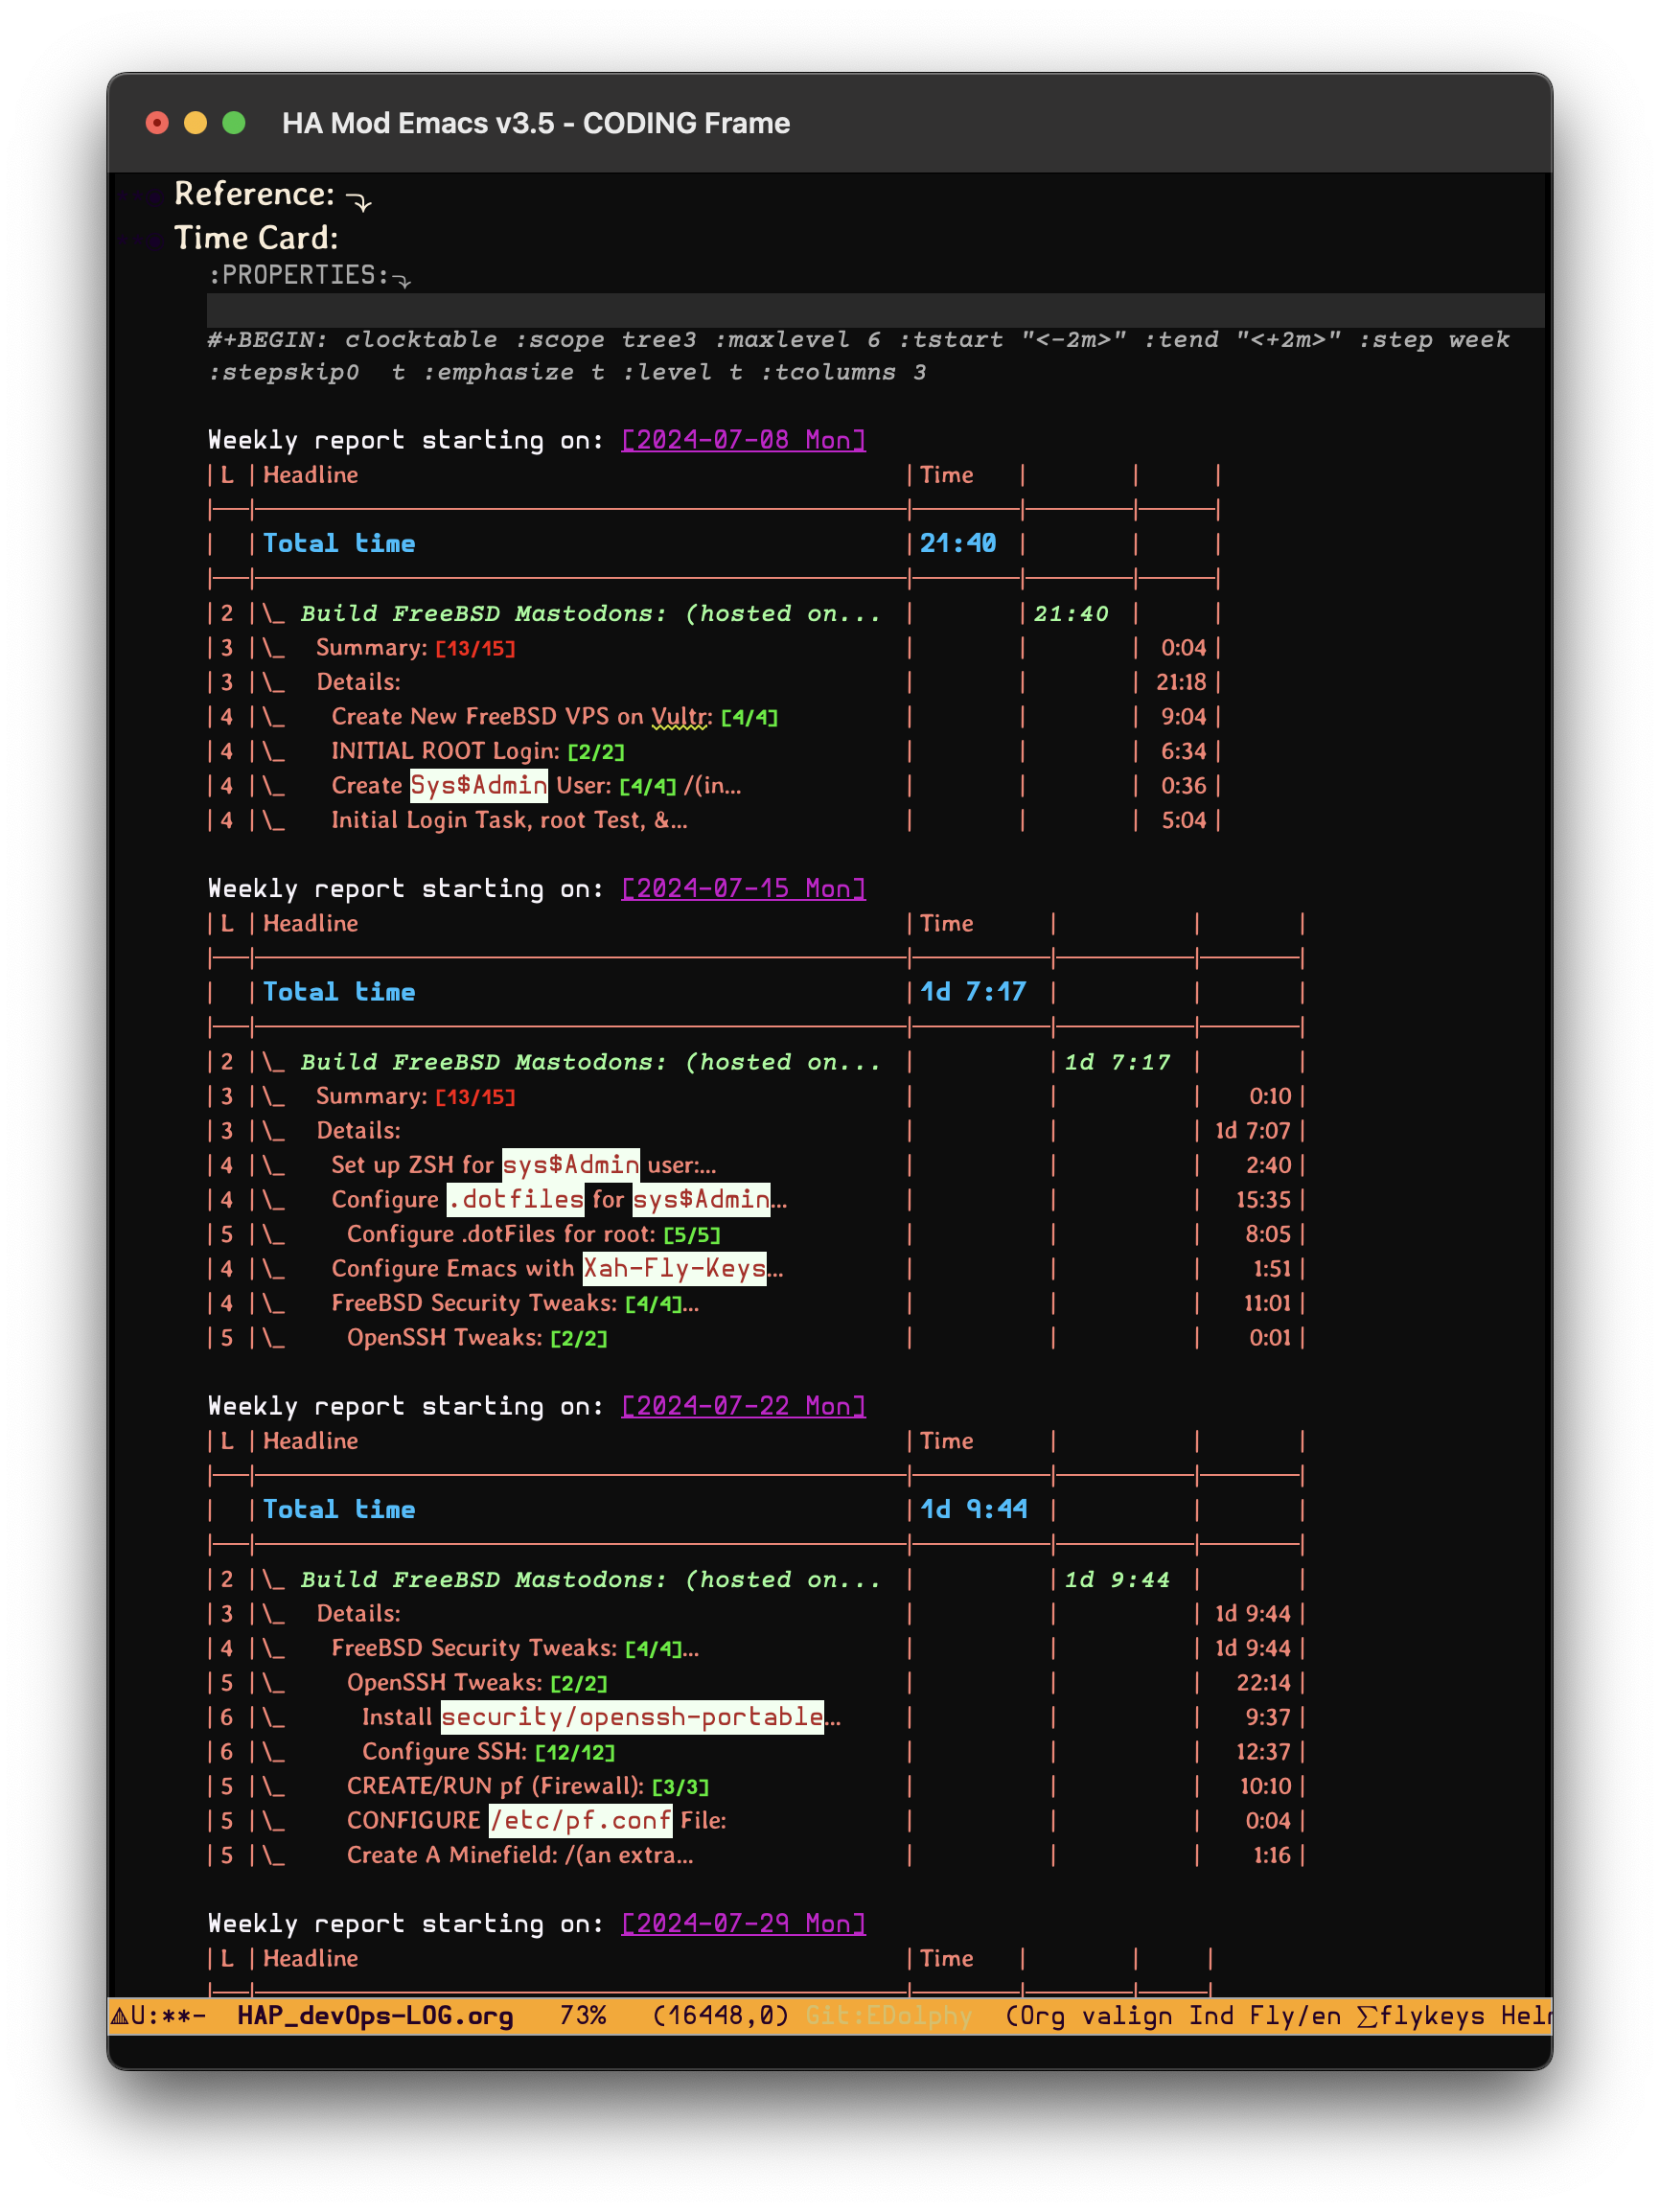 HA Mod Emacs v3.5 - CODING Frame
Reference:
Time Card:
:PROPERTIES:
#+BEGIN: clocktable :scope tree3 :maxlevel 6 :tstart "<-2m>" :tend "<+2m>" :step week
:stepskip0  t :emphasize t :level t :tcolumns 3
Weekly report starting on: [2024-07-08 Mon]
| L | Headline | Time | | |
| | Total time | 21:40 | | |
| 2 | \_ Build FreeBSD Mastodons: (hosted on... | | 21:40 | |
| 3 | \_ Summary: [13/15] | | | 0:04 |
| 3 | \_ Details: | | | 21:18 |
| 4 | \_ Create New FreeBSD VPS on Vultr: [4/4] | | | 9:04 |
| 4 | \_ INITIAL ROOT Login: [2/2] | | | 6:34 |
| 4 | \_ Create Sys$Admin User: [4/4] /(in... | | | 0:36 |
| 4 | \_ Initial Login Task, root Test, &... | | | 5:04 |
Weekly report starting on: [2024-07-15 Mon]
| L | Headline | Time | | |
| | Total time | 1d 7:17 | | |
| 2 | \_ Build FreeBSD Mastodons: (hosted on... | | 1d 7:17 | |
| 3 | \_ Summary: [13/15] | | | 0:10 |
| 3 | \_ Details: | | | 1d 7:07 |
| 4 | \_ Set up ZSH for sys$Admin user:... | | | 2:40 |
| 4 | \_ Configure .dotfiles for sys$Admin... | | | 15:35 |
| 5 | \_ Configure .dotFiles for root: [5/5] | | | 8:05 |
| 4 | \_ Configure Emacs with Xah-Fly-Keys... | | | 1:51 |
| 4 | \_ FreeBSD Security Tweaks: [4/4]... | | | 11:01 |
| 5 | \_ OpenSSH Tweaks: [2/2] | | | 0:01 |
Weekly report starting on: [2024-07-22 Mon]
| L | Headline | Time | | |
| | Total time | 1d 9:44 | | |
| 2 | \_ Build FreeBSD Mastodons: (hosted on... | | 1d 9:44 | |
| 3 | \_ Details: | | | 1d 9:44 |
| 4 | \_ FreeBSD Security Tweaks: [4/4]... | | | 1d 9:44 |
| 5 | \_ OpenSSH Tweaks: [2/2] | | | 22:14 |
| 6 | \_ Install security/openssh-portable... | | | 9:37 |
| 6 | \_ Configure SSH: [12/12] | | | 12:37 |
| 5 | \_ CREATE/RUN pf (Firewall): [3/3] | | | 10:10 |
| 5 | \_ CONFIGURE /etc/pf.conf File: | | | 0:04 |
| 5 | \_ Create A Minefield: /(an extra... | | | 1:16 |
Weekly report starting on: [2024-07-29 Mon]
| L | Headline | Time | | |
U:**-  HAP_devOps-LOG.org   73%   (16448,0) Git:EDolphy  (Org valign Ind Fly/en ∑flykeys Hel